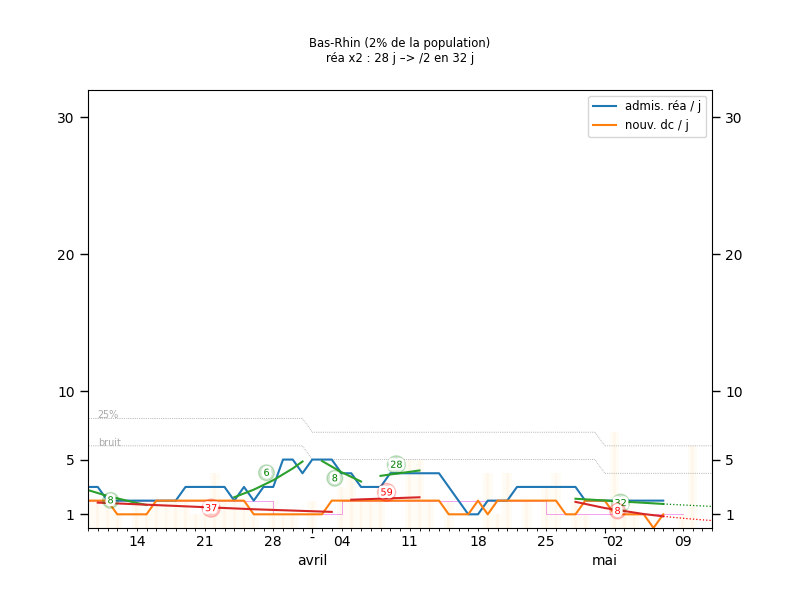 Bas-Rhin (2% de la population)
réa x2 : 28 j –> /2 en 32 j
admis. réa / j
nouv. dc / j
30 30
20 20
10 10
25%
bruit
5 5
6 28
8 8 59 32
37 8
1 1
14 21 28 - 04 11 18 25 - 02 09
avril mai